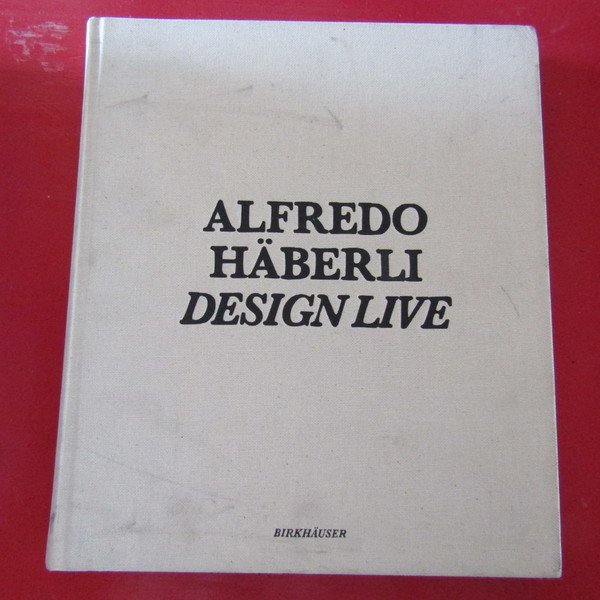 ALFREDO
HÄBERLI
DESIGN LIVE
BIRKHÄUSER